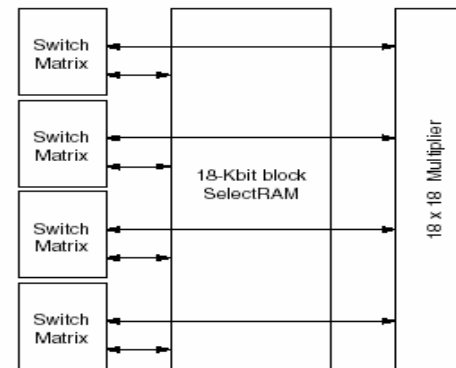 Switch
Matrix
Switch
Matrix
18-Kbit block
SelectRAM
18 x 18 Multiplier
Switch
Matrix
Switch
Matrix